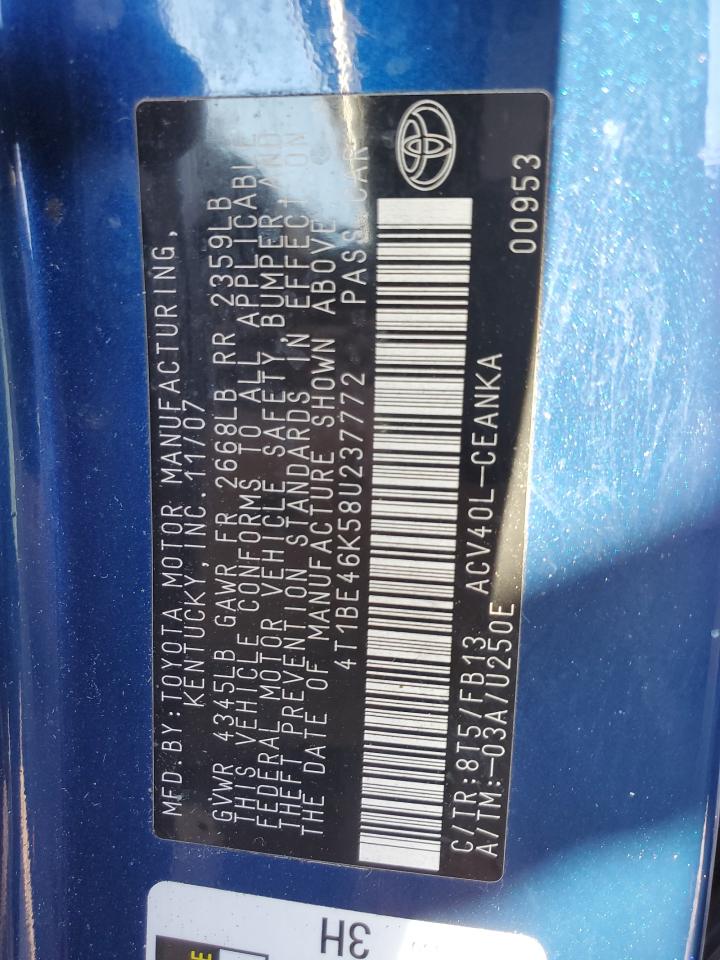 MFD.BY:TOYOTA MOTOR MANUFACTURING,
KENTUCKY,INC.11/07
GVWR 4345LB GAWR FR 2668LB RR 2359LB
THIS VEHICLE CONFORMS TO ALL APPLICABLE
FEDERAL MOTOR VEHICLE SAFETY,BUMPER,AND
THEFT PREVENTION STANDARDS IN EFFECT ON
THE DATE OF MANUFACTURE SHOWN ABOVE.
4T1BE46K58U237772 PASS.CAR
C/TR:8T5/FB13 ACV40L-CEANKA
A/TM:-03A/U250E 00953
3H